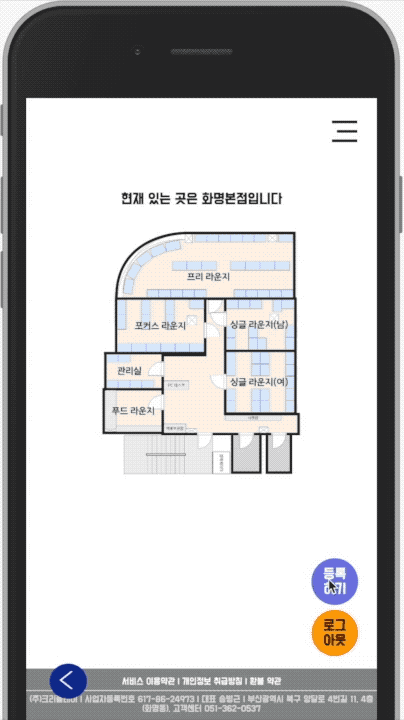 현재 있는 곳은 화명본점입니다
프리 라운지
포커스 라운지
싱글 라운지(남)
관리실
싱글 라운지(여)
푸드 라운지
등록
하기
로그
아웃
서비스 이용약관 | 개인정보 취급방침 | 환불 약관
사업자등록번호 617-86-24973 | 대표 송평근 | 부산광역시 북구 양달로 4번길 11, 4층
(화명동), 고객센터 051-362-0537